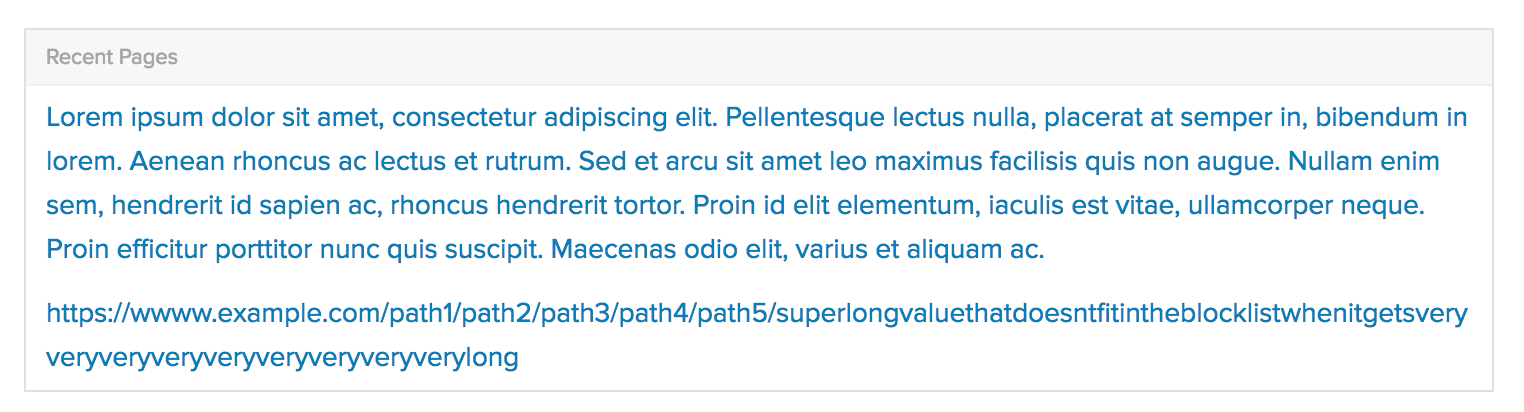 Recent Pages
Lorem ipsum dolor sit amet, consectetur adipiscing elit. Pellentesque lectus nulla, placerat at semper in, bibendum in
lorem. Aenean rhoncus ac lectus et rutrum. Sed et arcu sit amet leo maximus facilisis quis non augue. Nullam enim
sem, hendrerit id sapien ac, rhoncus hendrerit tortor. Proin id elit elementum, iaculis est vitae, ullamcorper neque.
Proin efficitur porttitor nunc quis suscipit. Maecenas odio elit, varius et aliquam ac.
https://wwww.example.com/path1/path2/path3/path4/path5/superlongvaluethatdoesntfitintheblocklistwhenitgetsvery
veryveryveryveryveryveryveryverylong